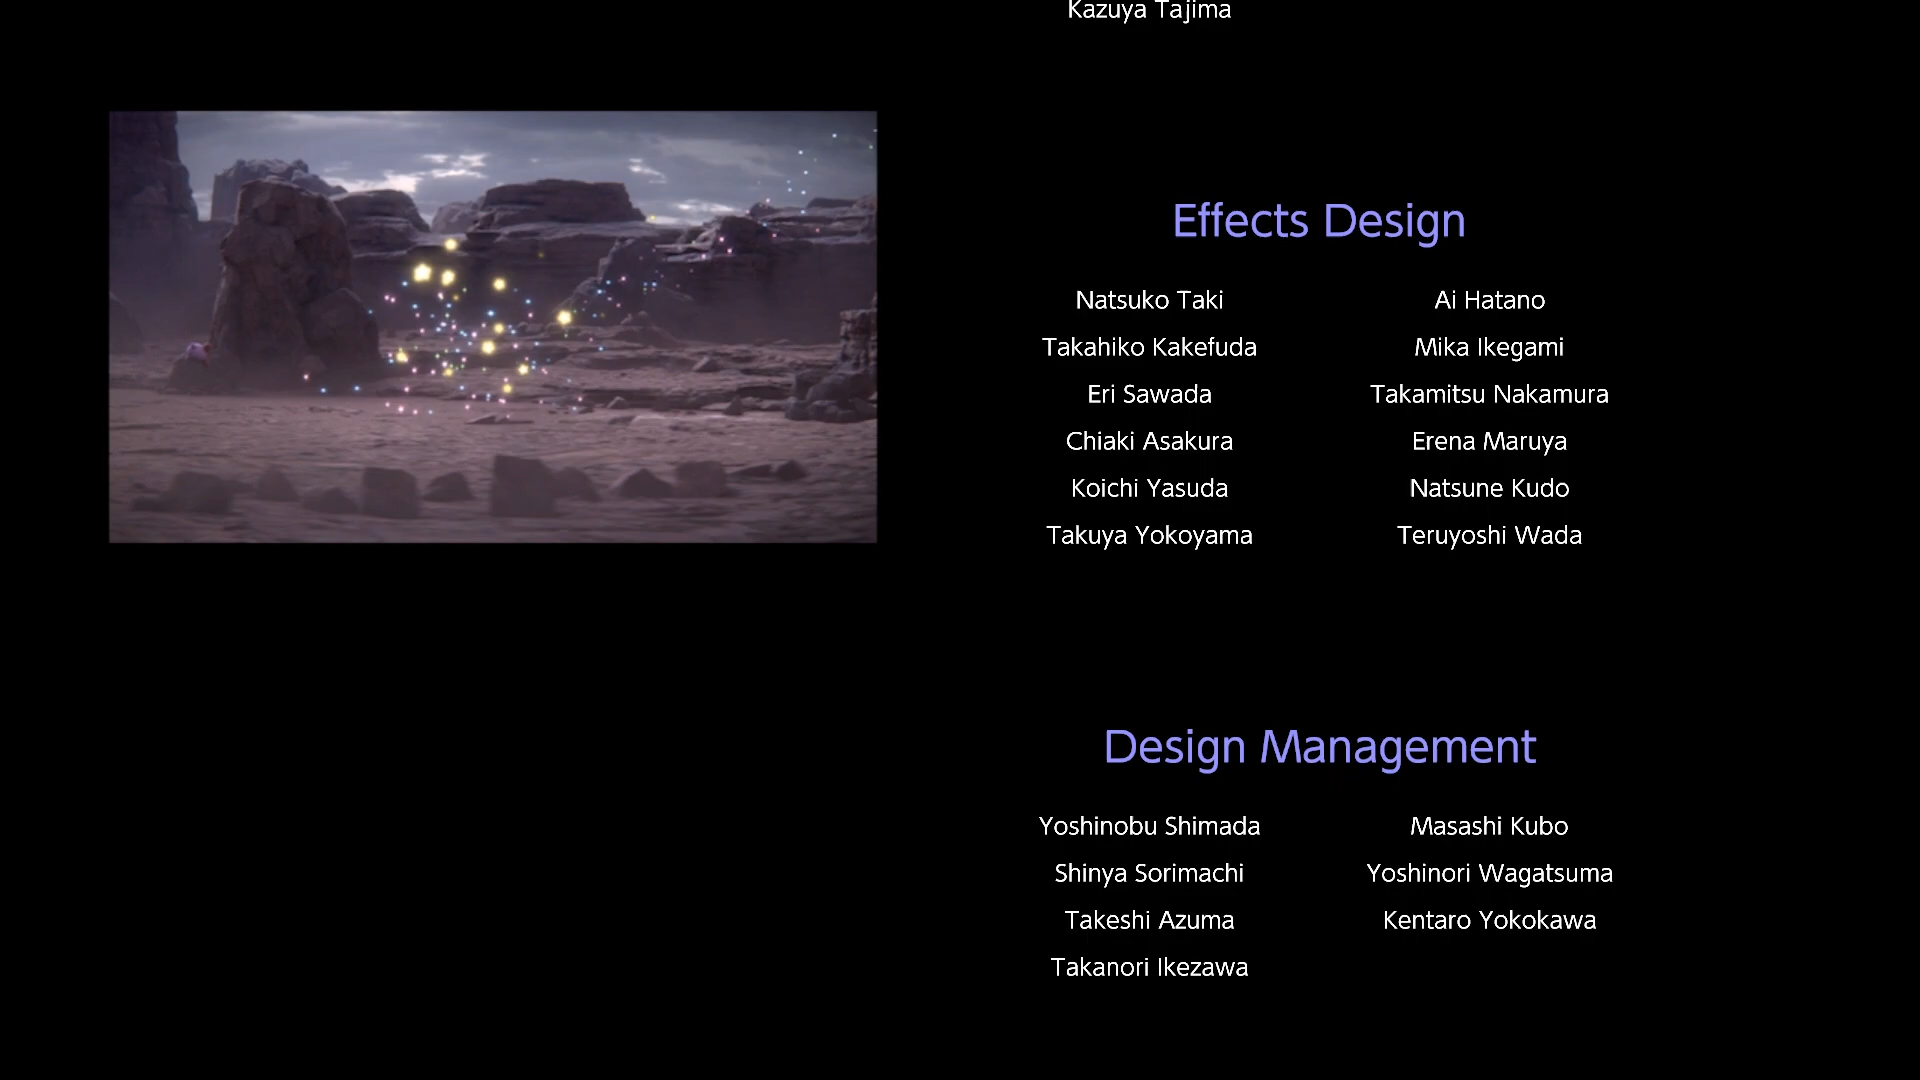 Kazuya Tajima
Effects Design
Natsuko Taki Ai Hatano
Takahiko Kakefuda Mika Ikegami
Eri Sawada Takamitsu Nakamura
Chiaki Asakura Erena Maruya
Koichi Yasuda Natsune Kudo
Takuya Yokoyama Teruyoshi Wada
Design Management
Yoshinobu Shimada Masashi Kubo
Shinya Sorimachi Yoshinori Wagatsuma
Takeshi Azuma Kentaro Yokokawa
Takanori Ikezawa